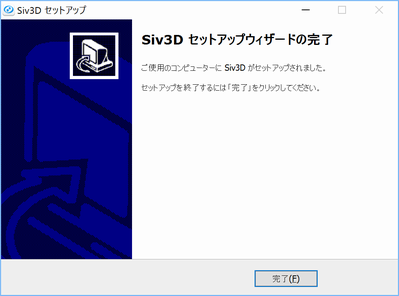 Siv3D セットアップ
Siv3D セットアップウィザードの完了
ご使用のコンピューターに Siv3D がセットアップされました。
セットアップを終了するには「完了」をクリックしてください。
完了(F)